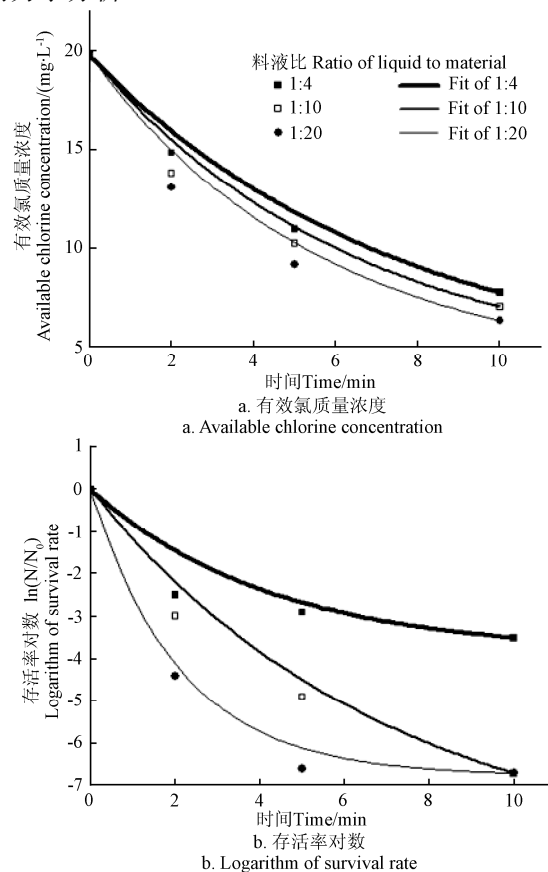 20
15
10
5
0
2
4
6
8
10
有效氯质量浓度
Available chlorine concentration/(mg·L⁻¹)
料液比 Ratio of liquid to material
1:4 Fit of 1:4
1:10 Fit of 1:10
1:20 Fit of 1:20
时间Time/min
a. 有效氯质量浓度
a. Available chlorine concentration
1
0
-1
-2
-3
-4
-5
-6
-7
0
2
4
6
8
10
存活率对数 ln(N/N₀)
Logarithm of survival rate
时间Time/min
b. 存活率对数
b. Logarithm of survival rate